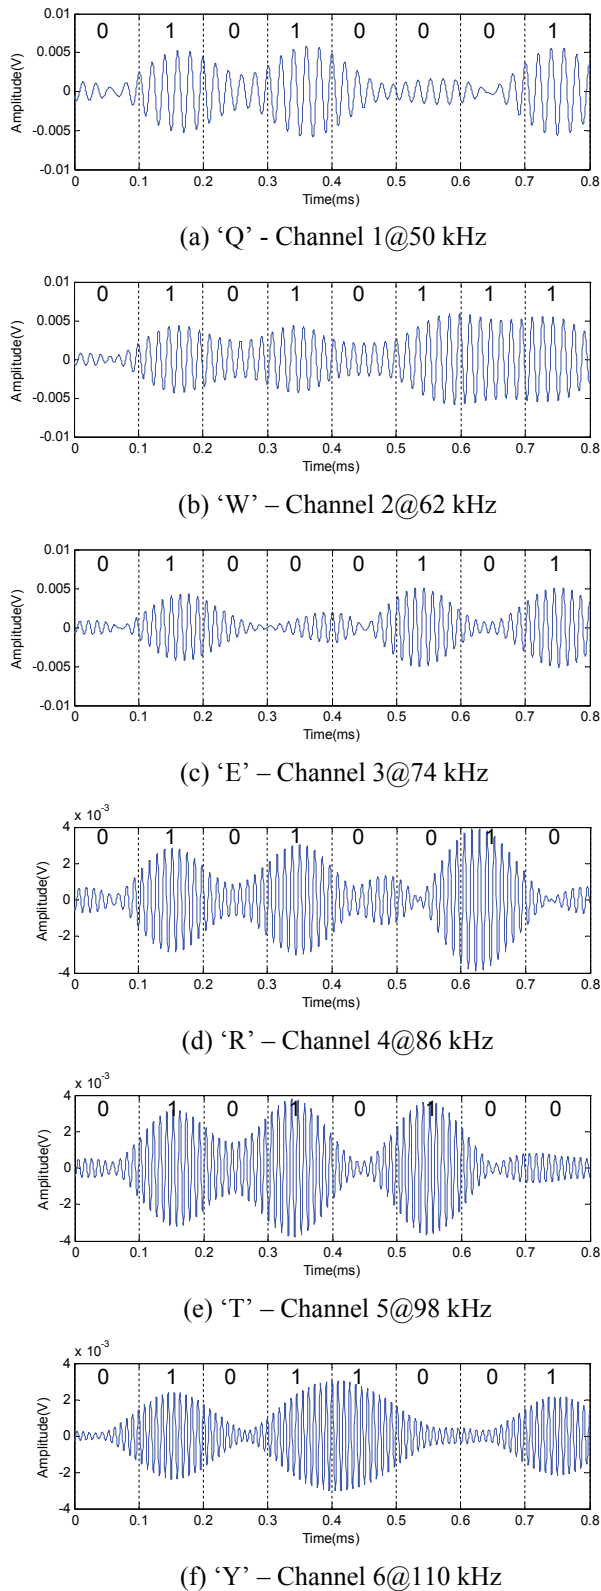 0 1 0 1 0 0 0 1
0.01
0.005
0
-0.005
-0.01
Amplitude(V)
0 0.1 0.2 0.3 0.4 0.5 0.6 0.7 0.8
Time(ms)
(a) ‘Q’ - Channel 1@50 kHz
0 1 0 1 0 1 1 1
0.01
0.005
0
-0.005
-0.01
Amplitude(V)
0 0.1 0.2 0.3 0.4 0.5 0.6 0.7 0.8
Time(ms)
(b) ‘W’ – Channel 2@62 kHz
0 1 0 0 0 1 0 1
0.01
0.005
0
-0.005
-0.01
Amplitude(V)
0 0.1 0.2 0.3 0.4 0.5 0.6 0.7 0.8
Time(ms)
(c) ‘E’ – Channel 3@74 kHz
x 10⁻³
0 1 0 1 0 0 1 0
4
2
0
-2
-4
Amplitude(V)
0 0.1 0.2 0.3 0.4 0.5 0.6 0.7 0.8
Time(ms)
(d) ‘R’ – Channel 4@86 kHz
x 10⁻³
0 1 0 1 0 1 0 0
4
2
0
-2
-4
Amplitude(V)
0 0.1 0.2 0.3 0.4 0.5 0.6 0.7 0.8
Time(ms)
(e) ‘T’ – Channel 5@98 kHz
x 10⁻³
0 1 0 1 1 0 0 1
4
2
0
-2
-4
Amplitude(V)
0 0.1 0.2 0.3 0.4 0.5 0.6 0.7 0.8
Time(ms)
(f) ‘Y’ – Channel 6@110 kHz